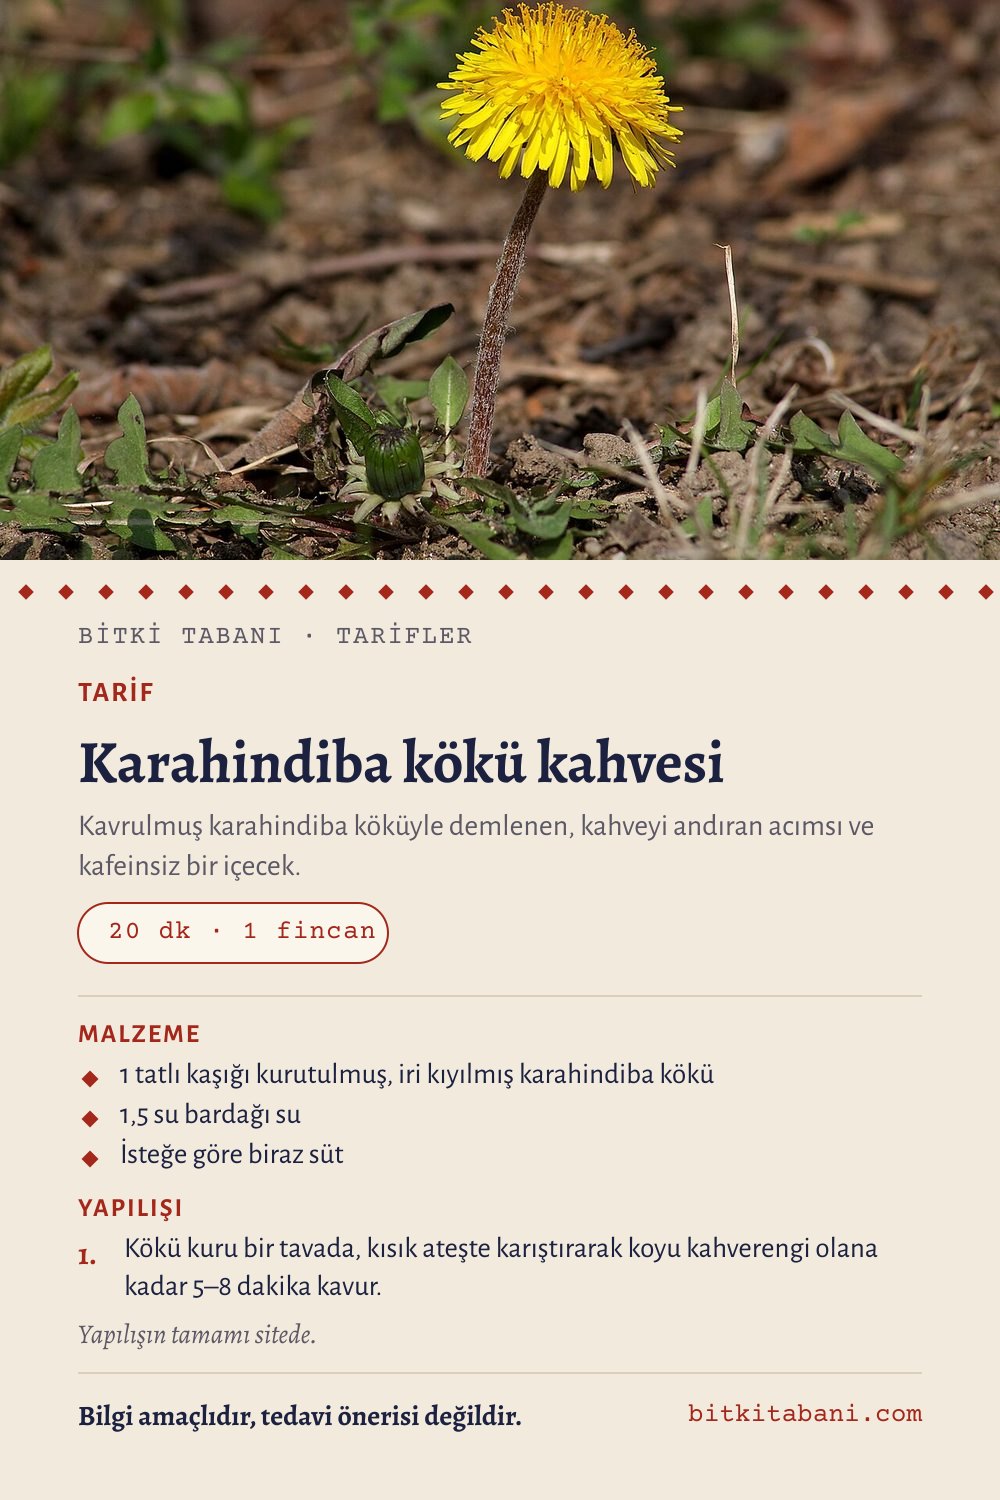 BİTKİ TABANI · TARİFLER
TARİF
Karahindiba kökü kahvesi
Kavrulmuş karahindiba köküyle demlenen, kahveyi andıran acımsı ve
kafeinsiz bir içecek.
20 dk · 1 fincan
MALZEME
◆ 1 tatlı kaşığı kurutulmuş, iri kıyılmış karahindiba kökü
◆ 1,5 su bardağı su
◆ İsteğe göre biraz süt
YAPILIŞI
1. Kökü kuru bir tavada, kısık ateşte karıştırarak koyu kahverengi olana
kadar 5–8 dakika kavur.
Yapılışın tamamı sitede.
Bilgi amaçlıdır, tedavi önerisi değildir.
bitkitabani.com